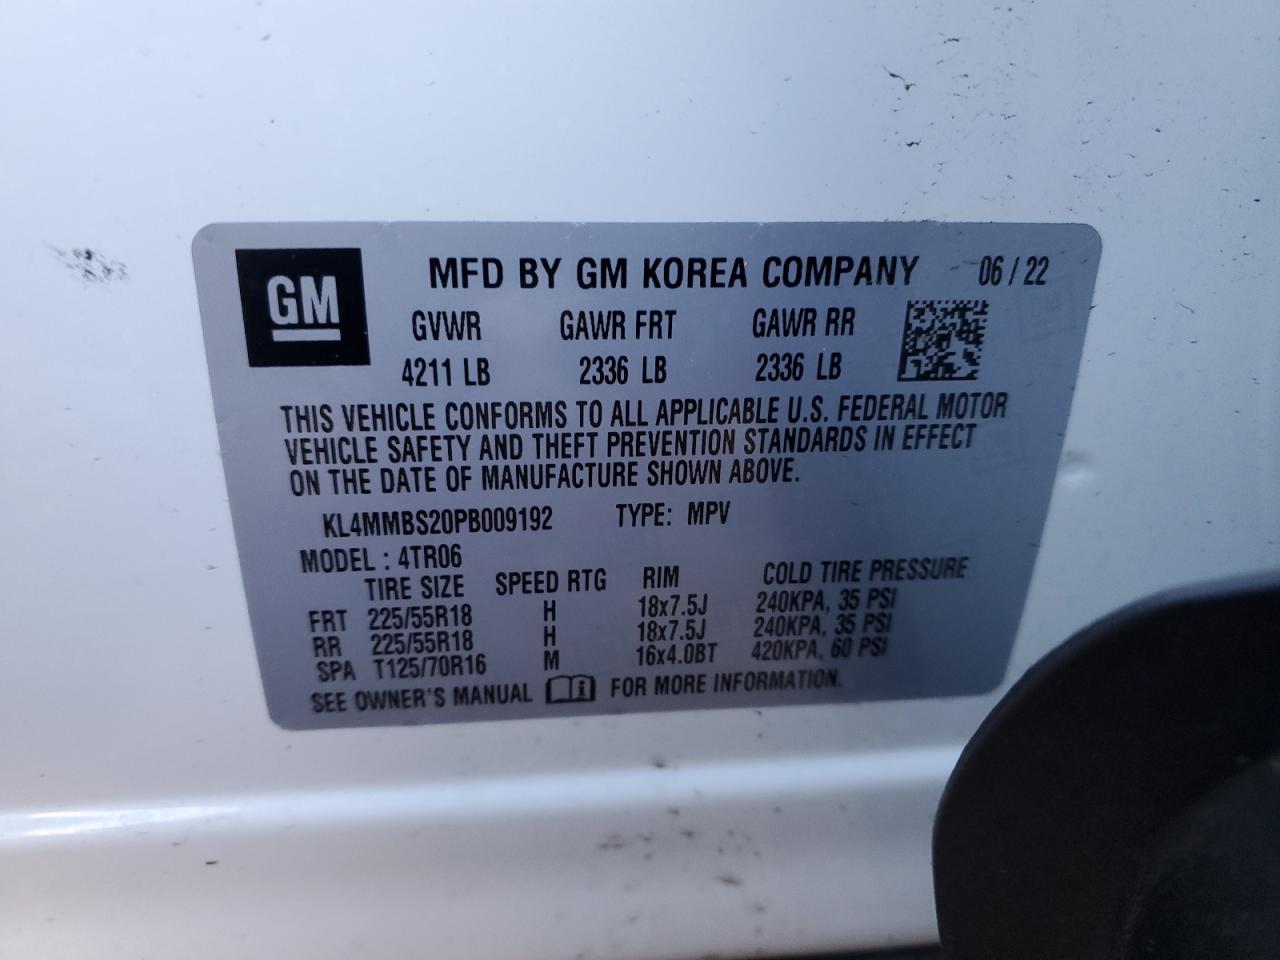 GM
MFD BY GM KOREA COMPANY 06 / 22
GVWR GAWR FRT GAWR RR
4211 LB 2336 LB 2336 LB
THIS VEHICLE CONFORMS TO ALL APPLICABLE U.S. FEDERAL MOTOR
VEHICLE SAFETY AND THEFT PREVENTION STANDARDS IN EFFECT
ON THE DATE OF MANUFACTURE SHOWN ABOVE.
KL4MMBS20PB009192 TYPE: MPV
MODEL : 4TR06
TIRE SIZE SPEED RTG RIM COLD TIRE PRESSURE
FRT 225/55R18 H 18x7.5J 240KPA, 35 PSI
RR 225/55R18 H 18x7.5J 240KPA, 35 PSI
SPA T125/70R16 M 16x4.0BT 420KPA, 60 PSI
SEE OWNER'S MANUAL FOR MORE INFORMATION.